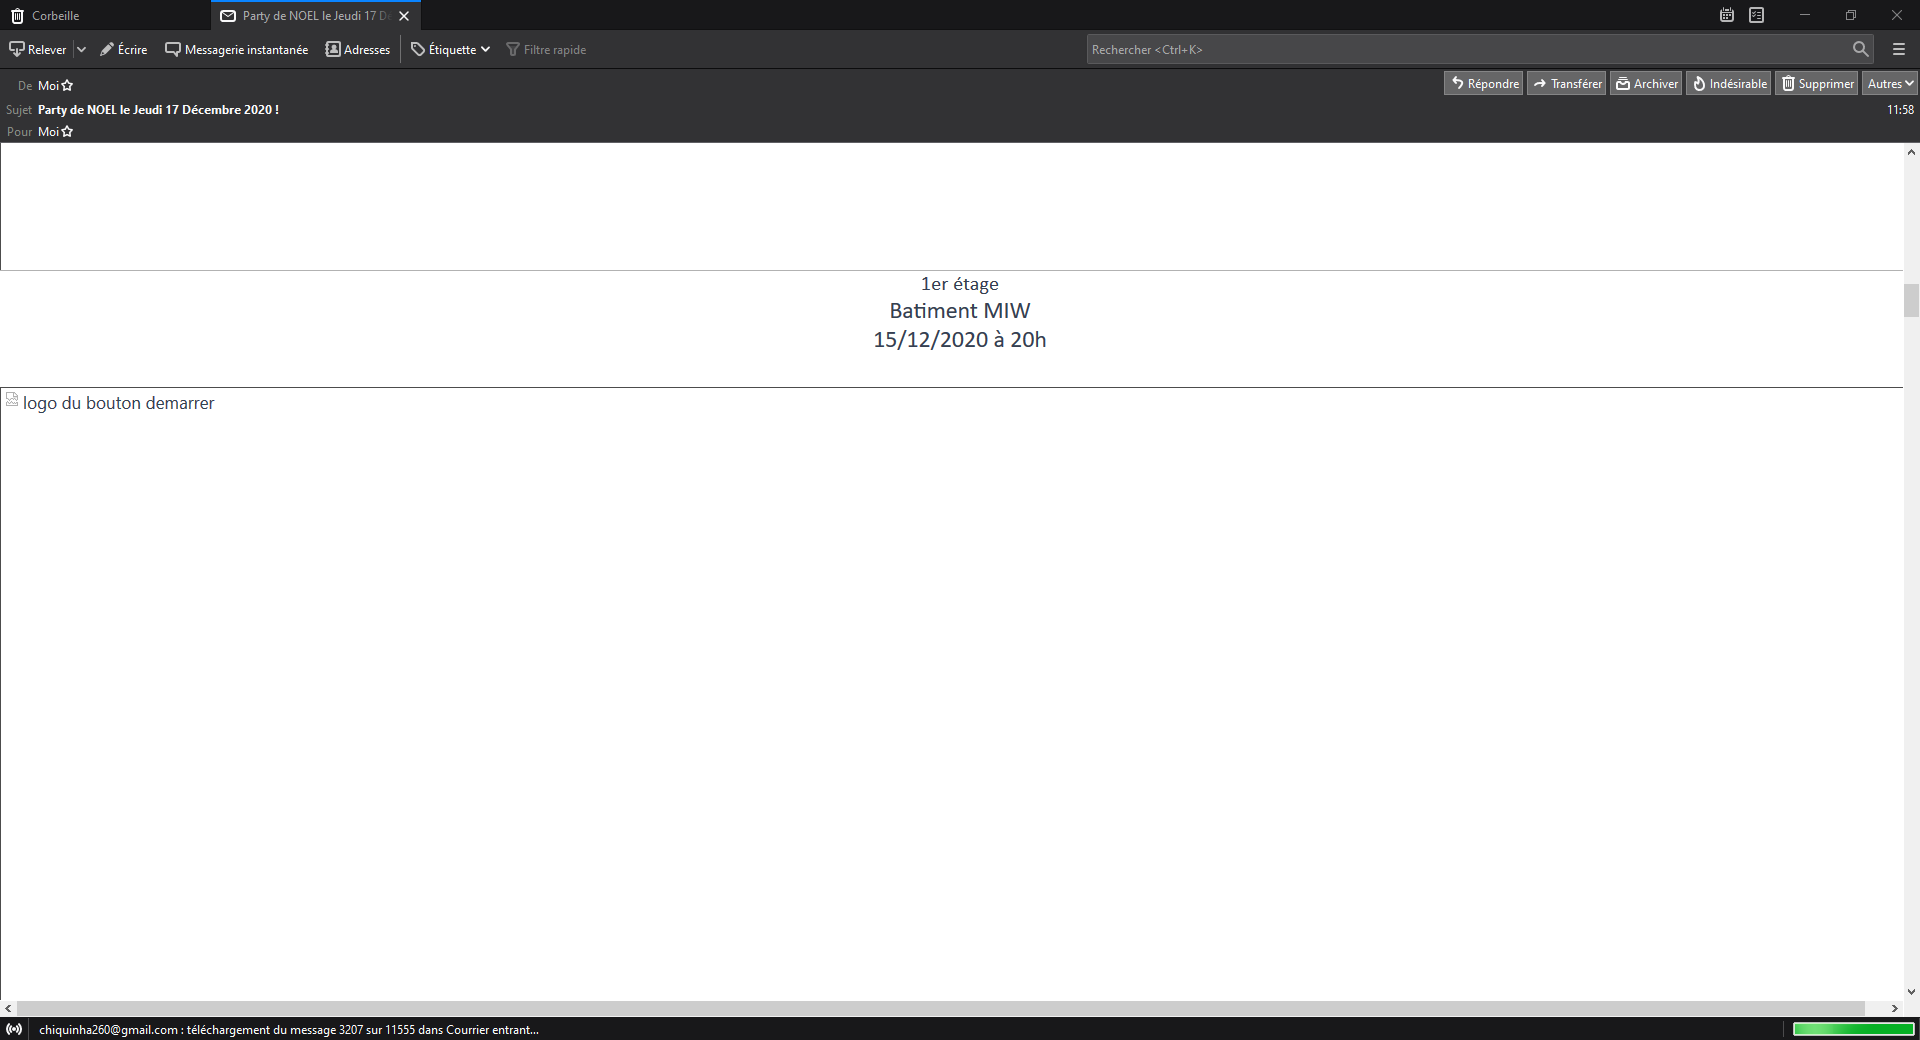 Corbeille
Party de NOEL le Jeudi 17 Dé
Relever
Écrire
Messagerie instantanée
Adresses
Étiquette
Filtre rapide
Rechercher <Ctrl+K>
De Moi
Répondre
Transférer
Archiver
Indésirable
Supprimer
Autres
Sujet Party de NOEL le Jeudi 17 Décembre 2020 !
11:58
Pour Moi
1er étage
Batiment MIW
15/12/2020 à 20h
logo du bouton demarrer
chiquinha260@gmail.com : téléchargement du message 3207 sur 11555 dans Courrier entrant...